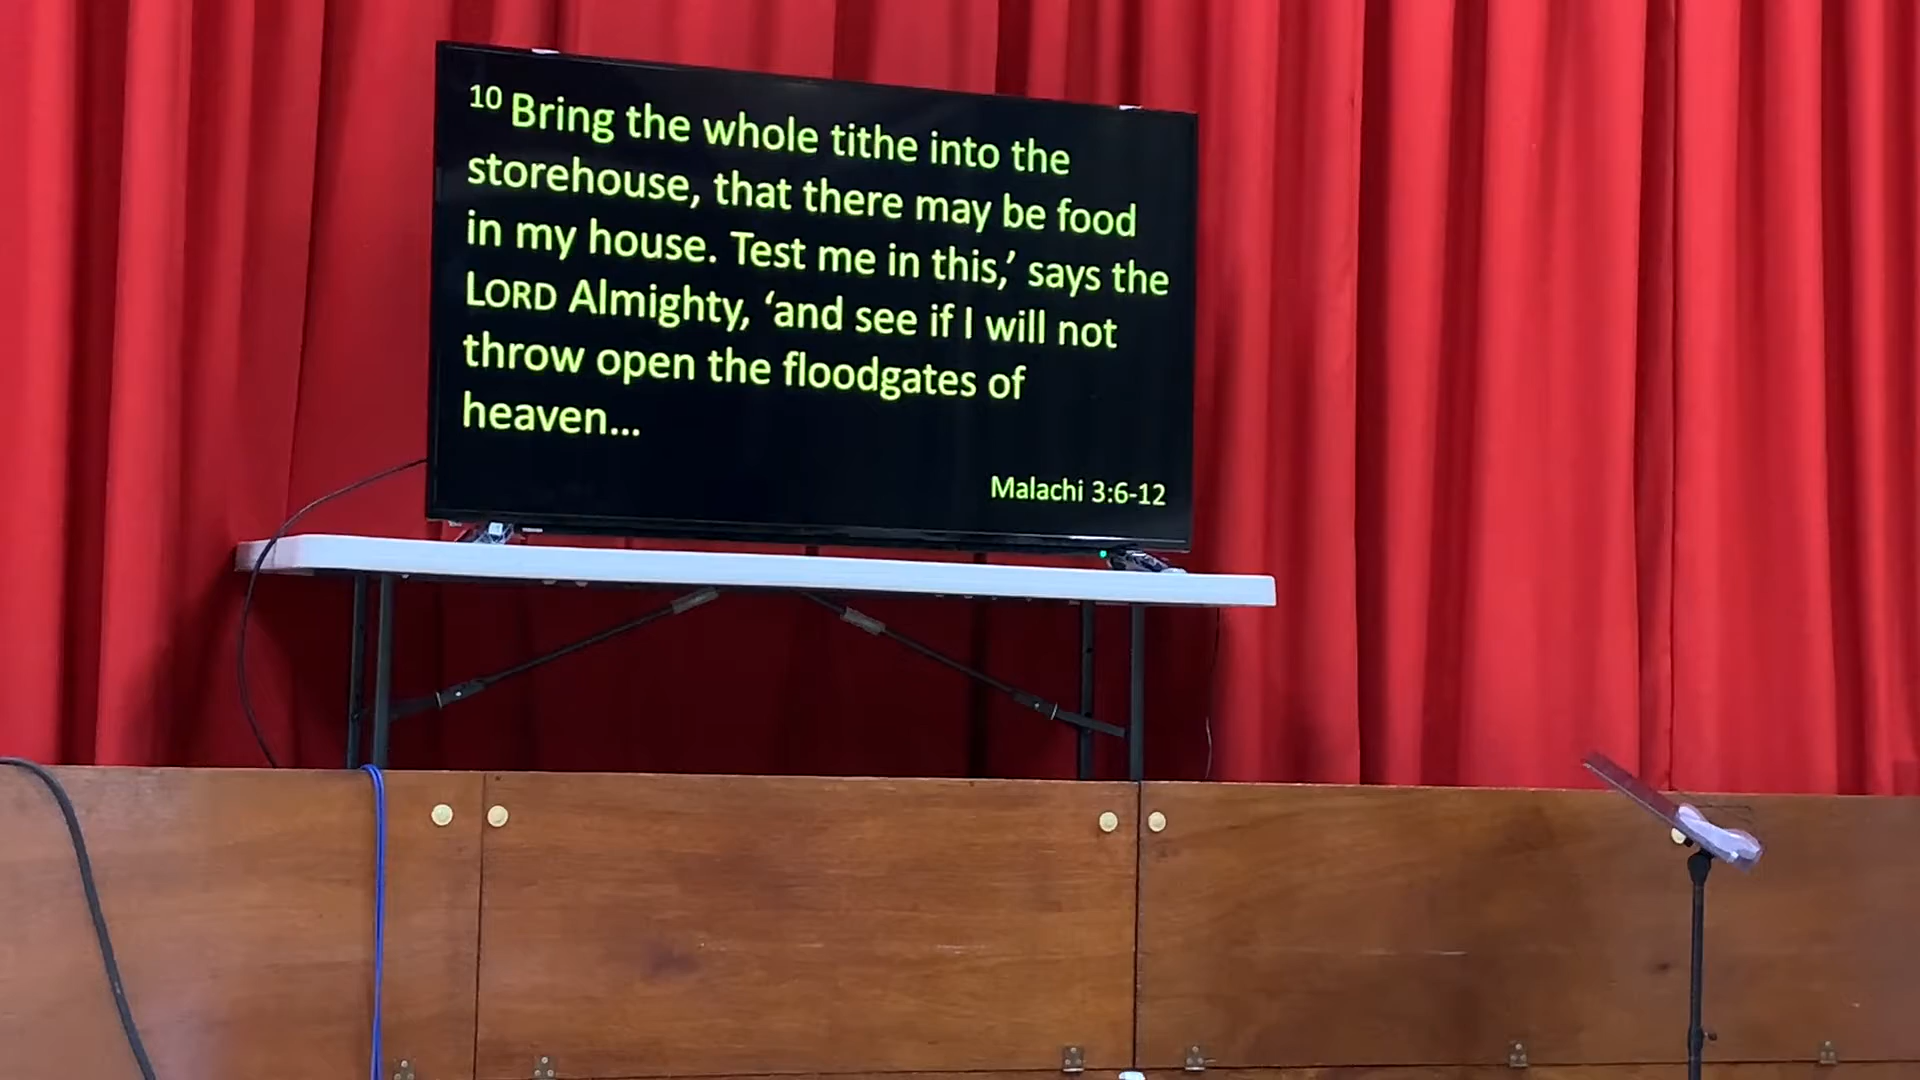 10 Bring the whole tithe into the
storehouse, that there may be food
in my house. Test me in this,’ says the
LORD Almighty, ‘and see if I will not
throw open the floodgates of
heaven...
Malachi 3:6-12